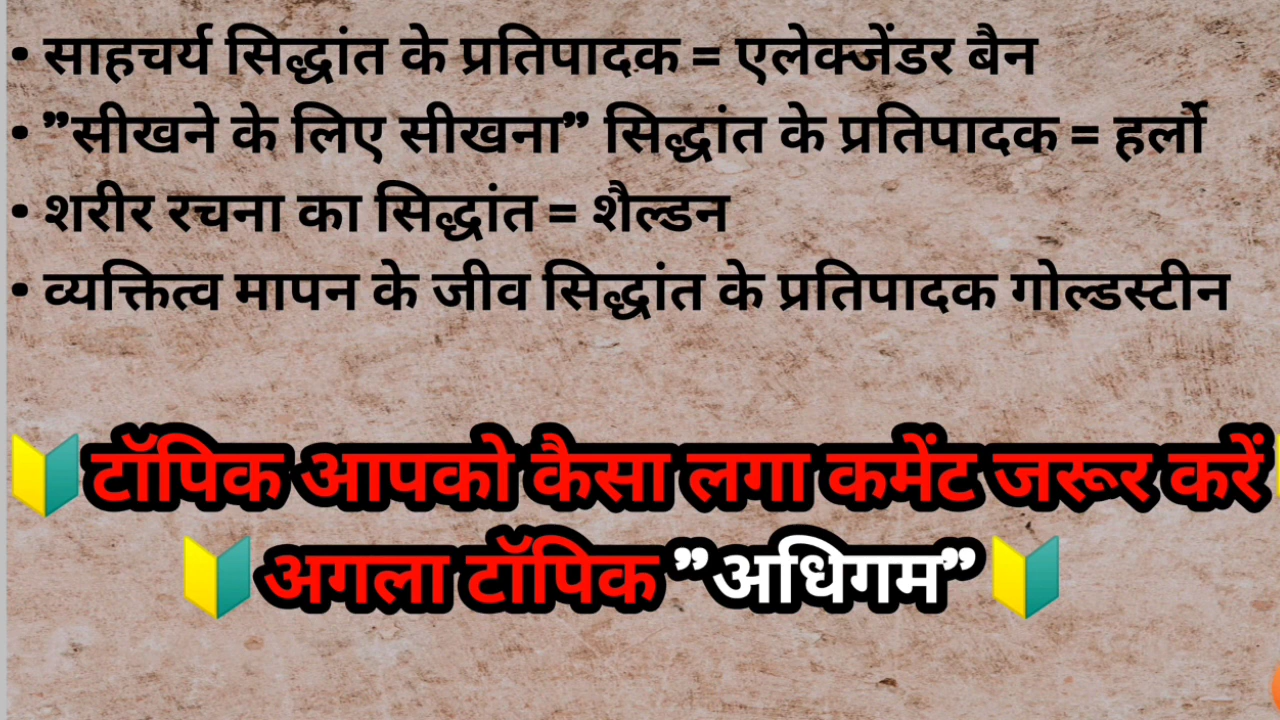 • साहचर्य सिद्धांत के प्रतिपादक = एलेक्जेंडर बैन
• ”सीखने के लिए सीखना” सिद्धांत के प्रतिपादक = हर्लो
• शरीर रचना का सिद्धांत = शैल्डन
• व्यक्तित्व मापन के जीव सिद्धांत के प्रतिपादक गोल्डस्टीन
🔰टॉपिक आपको कैसा लगा कमेंट जरूर करें
🔰अगला टॉपिक ”अधिगम”🔰